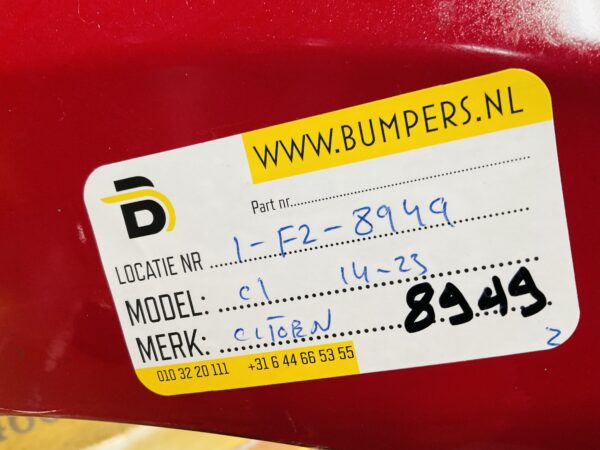 WWW.BUMPERS.NL
B
Part nr.
LOCATIE NR 1-F2-8949
MODEL: C1 14-23
MERK: CITOEN 8949
010 32 20 111 +31 6 44 66 53 55
2